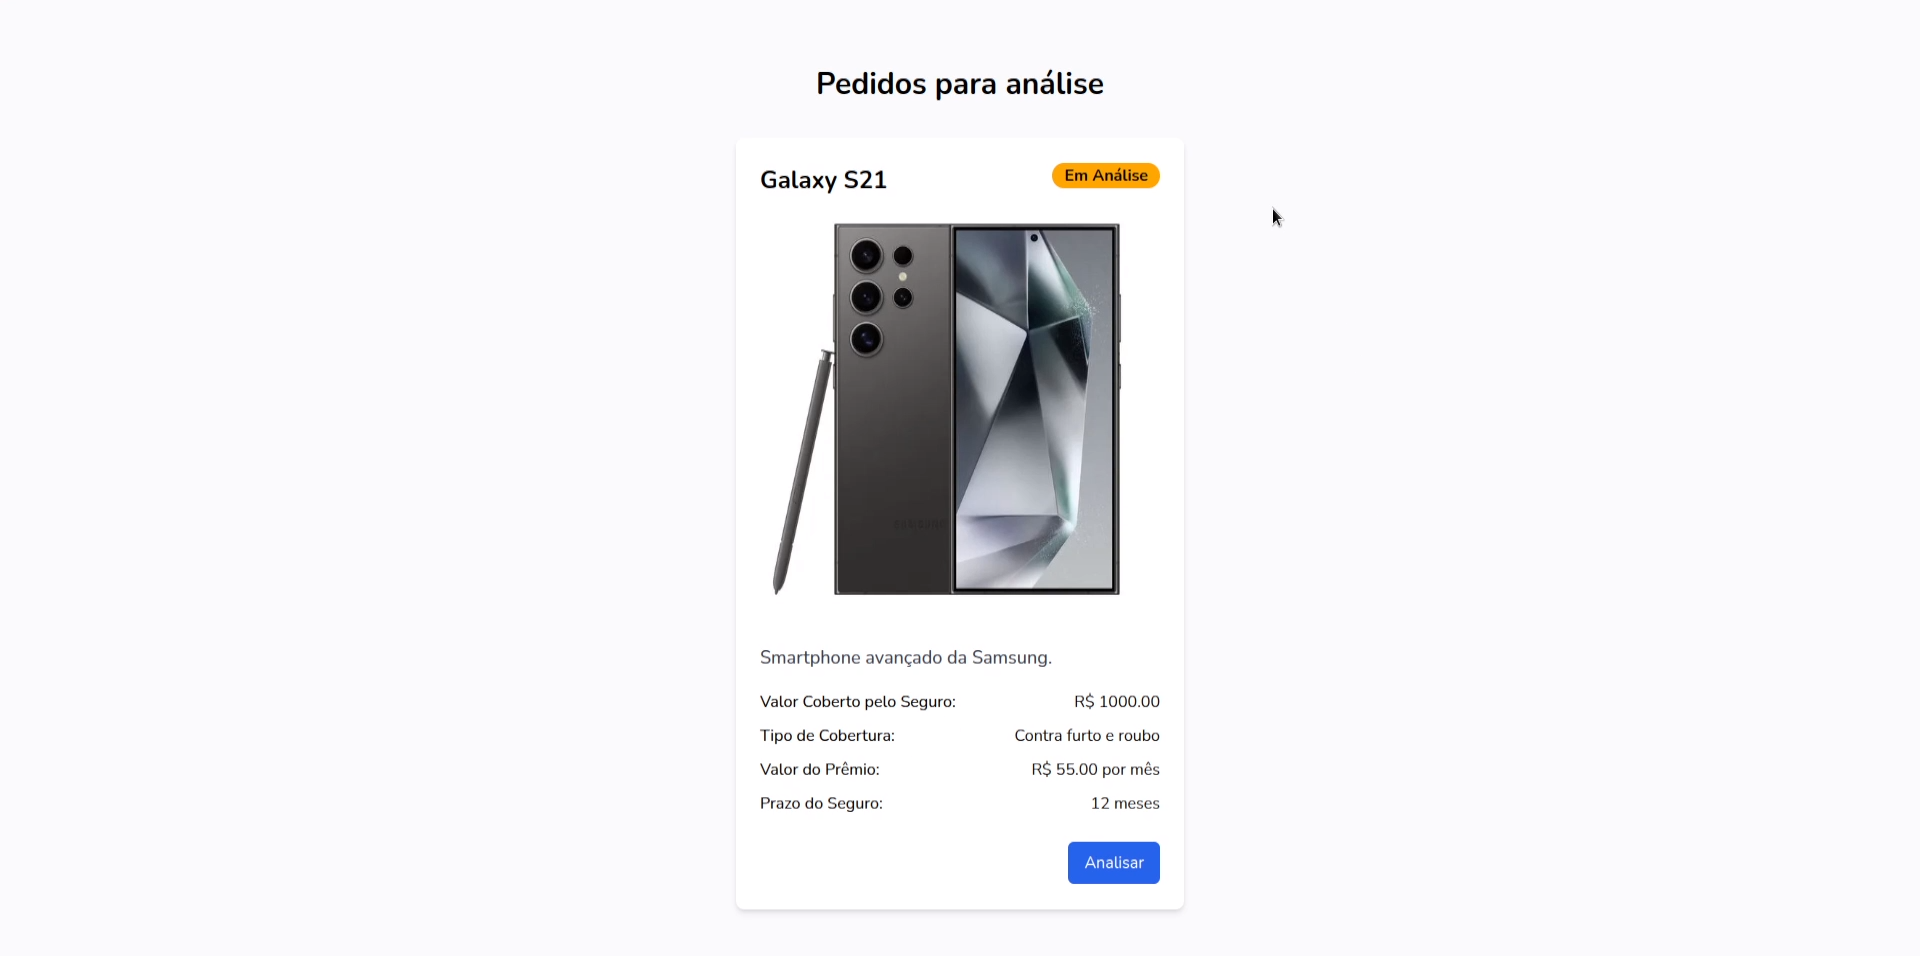 Pedidos para análise
Galaxy S21
Em Análise
Smartphone avançado da Samsung.
Valor Coberto pelo Seguro: R$ 1000.00
Tipo de Cobertura: Contra furto e roubo
Valor do Prêmio: R$ 55.00 por mês
Prazo do Seguro: 12 meses
Analisar